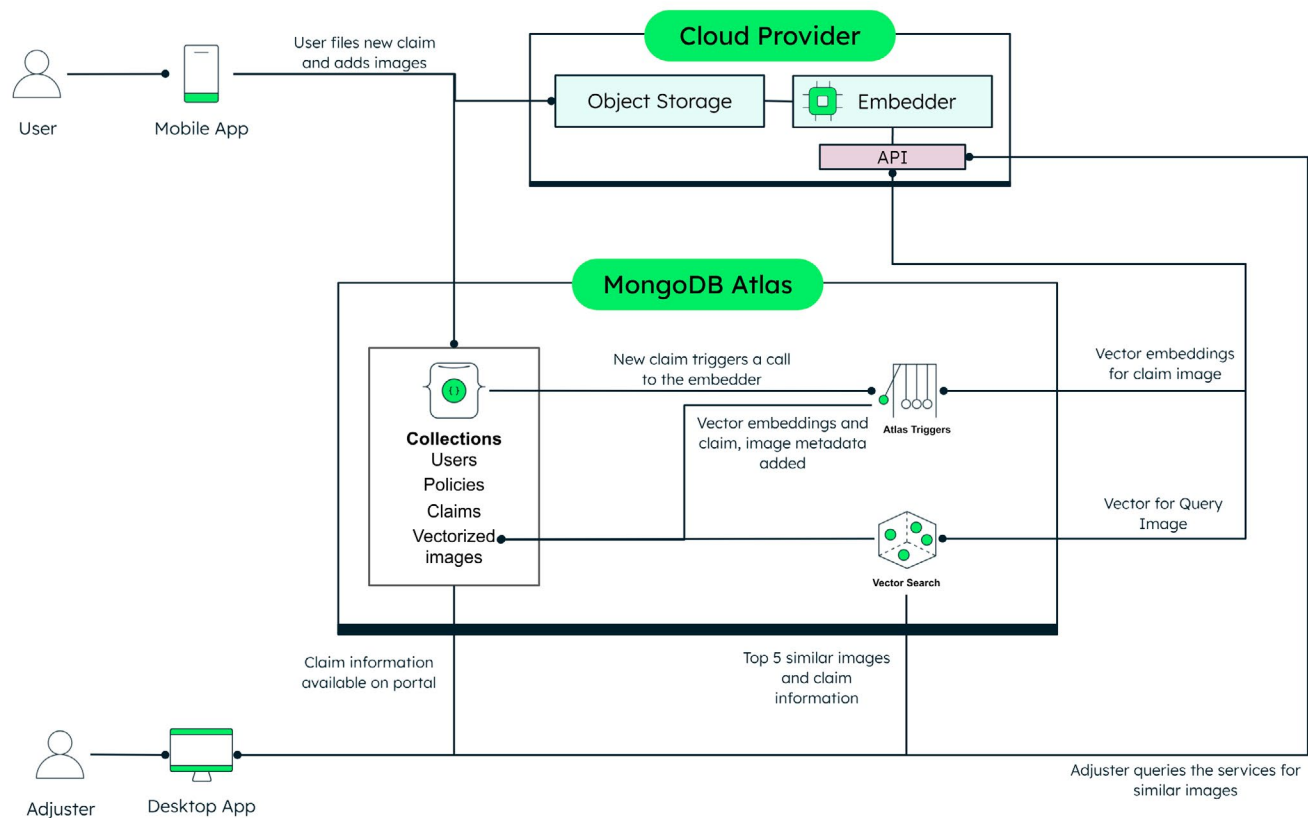 Cloud Provider
User files new claim
and adds images
Object Storage
Embedder
API
User
Mobile App
MongoDB Atlas
New claim triggers a call
to the embedder
Vector embeddings
for claim image
Vector embeddings and
claim, image metadata
added
Atlas Triggers
Collections
Users
Policies
Claims
Vectorized
images
{}
Vector for Query
Image
Vector Search
Claim information
available on portal
Top 5 similar images
and claim
information
Adjuster queries the services for
similar images
Adjuster
Desktop App